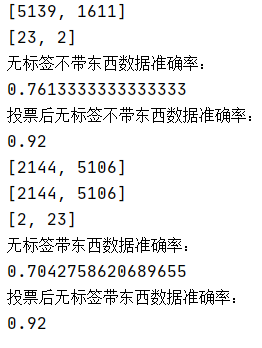 [5139, 1611]
[23, 2]
无标签不带东西数据准确率：
0.7613333333333333
投票后无标签不带东西数据准确率：
0.92
[2144, 5106]
[2144, 5106]
[2, 23]
无标签带东西数据准确率：
0.7042758620689655
投票后无标签带东西数据准确率：
0.92